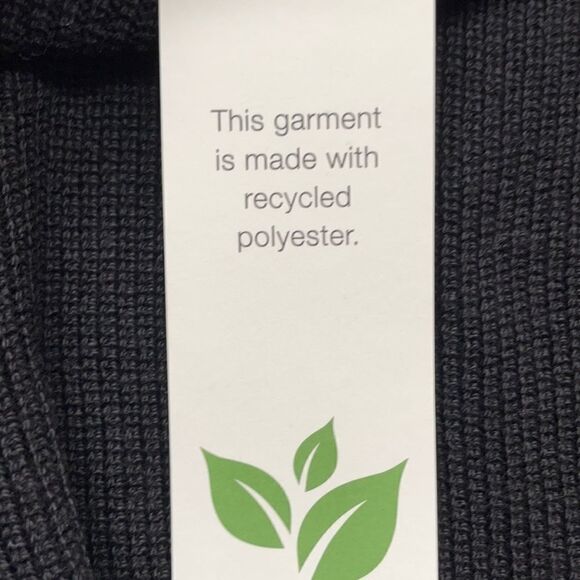 This garment
is made with
recycled
polyester.